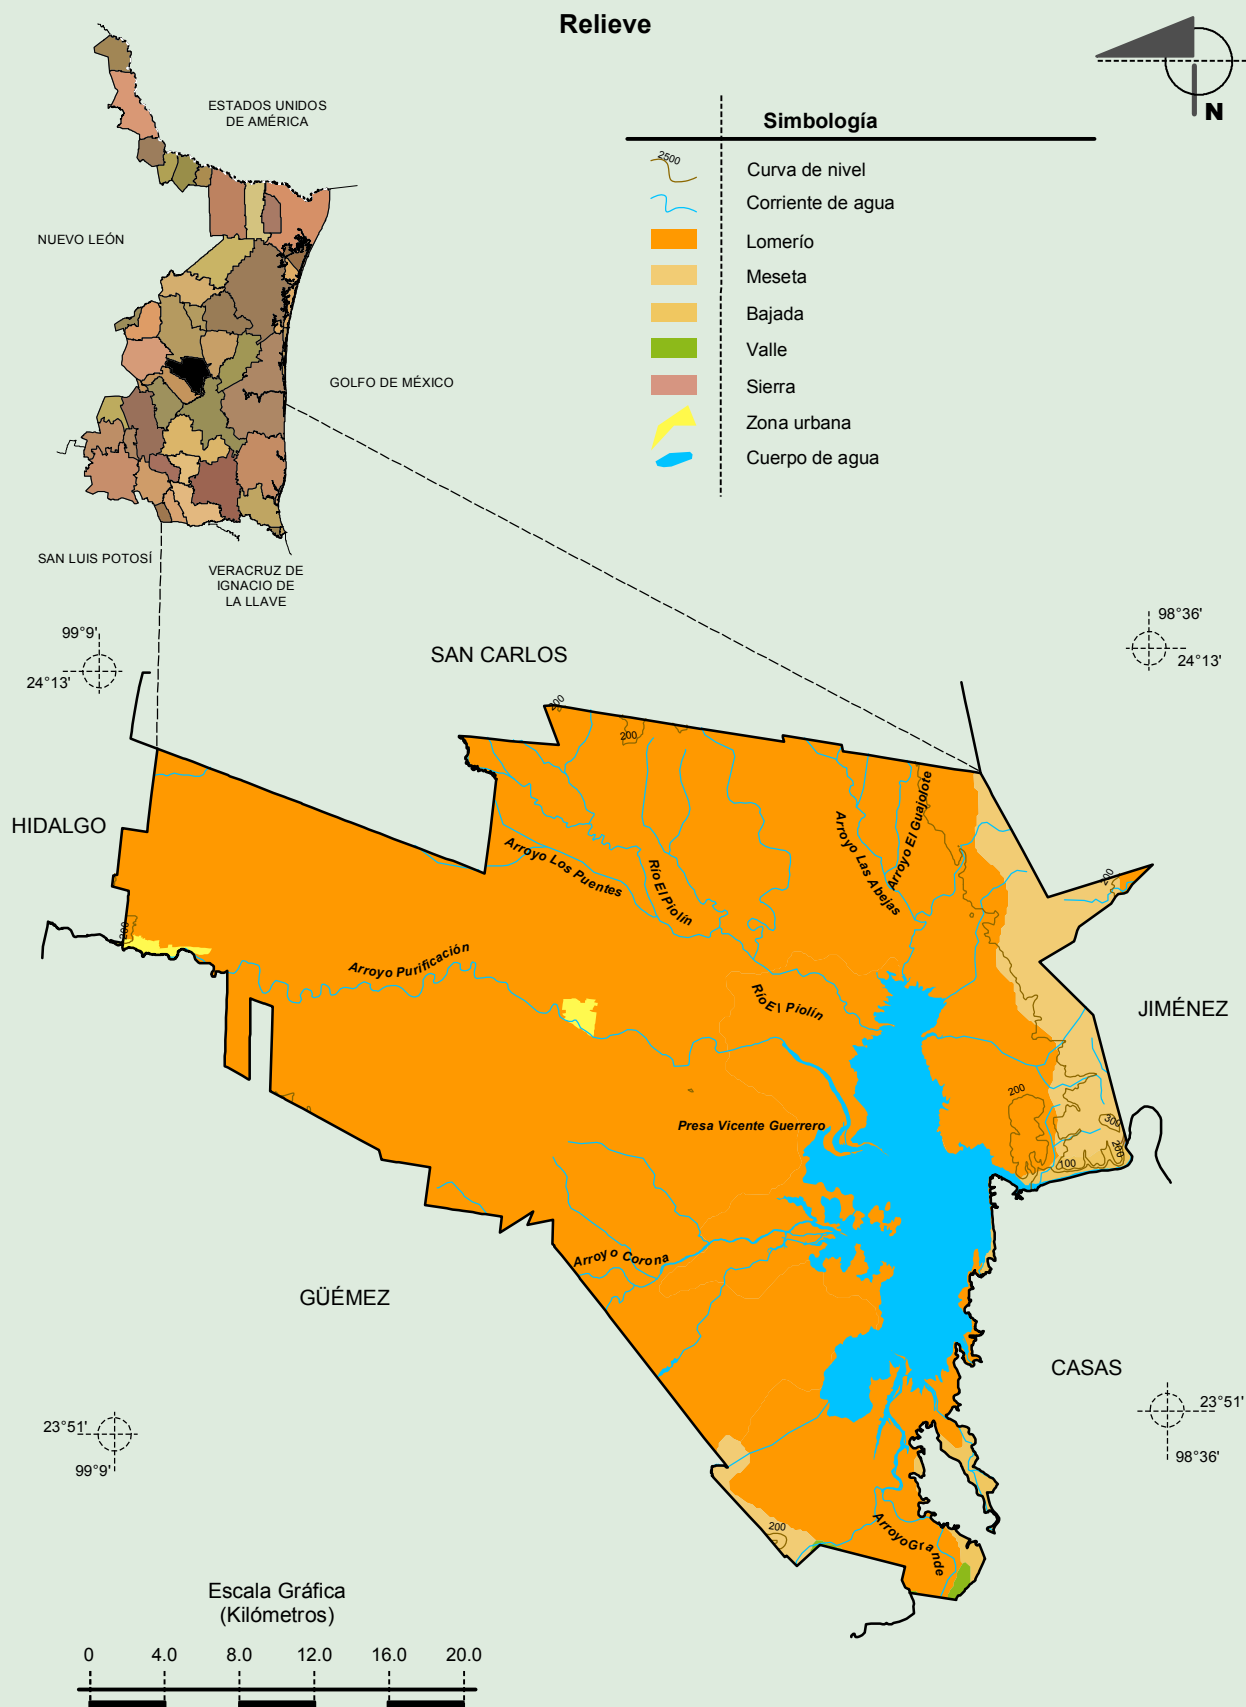 Relieve
N
ESTADOS UNIDOS
DE AMÉRICA
NUEVO LEÓN
GOLFO DE MÉXICO
SAN LUIS POTOSÍ
VERACRUZ DE
IGNACIO DE
LA LLAVE
Simbología
2500
Curva de nivel
Corriente de agua
Lomerío
Meseta
Bajada
Valle
Sierra
Zona urbana
Cuerpo de agua
99°9'
24°13'
98°36'
24°13'
SAN CARLOS
HIDALGO
JIMÉNEZ
GÜÉMEZ
CASAS
200
200
Arroyo Los Puentes
Río El Piolín
Arroyo Las Abejas
Arroyo El Guajolote
200
200
Arroyo Purificación
Río El Piolín
Presa Vicente Guerrero
200
300
200
100
Arroyo Corona
200
Arroyo Grande
23°51'
99°9'
23°51'
98°36'
Escala Gráfica
(Kilómetros)
0 4.0 8.0 12.0 16.0 20.0